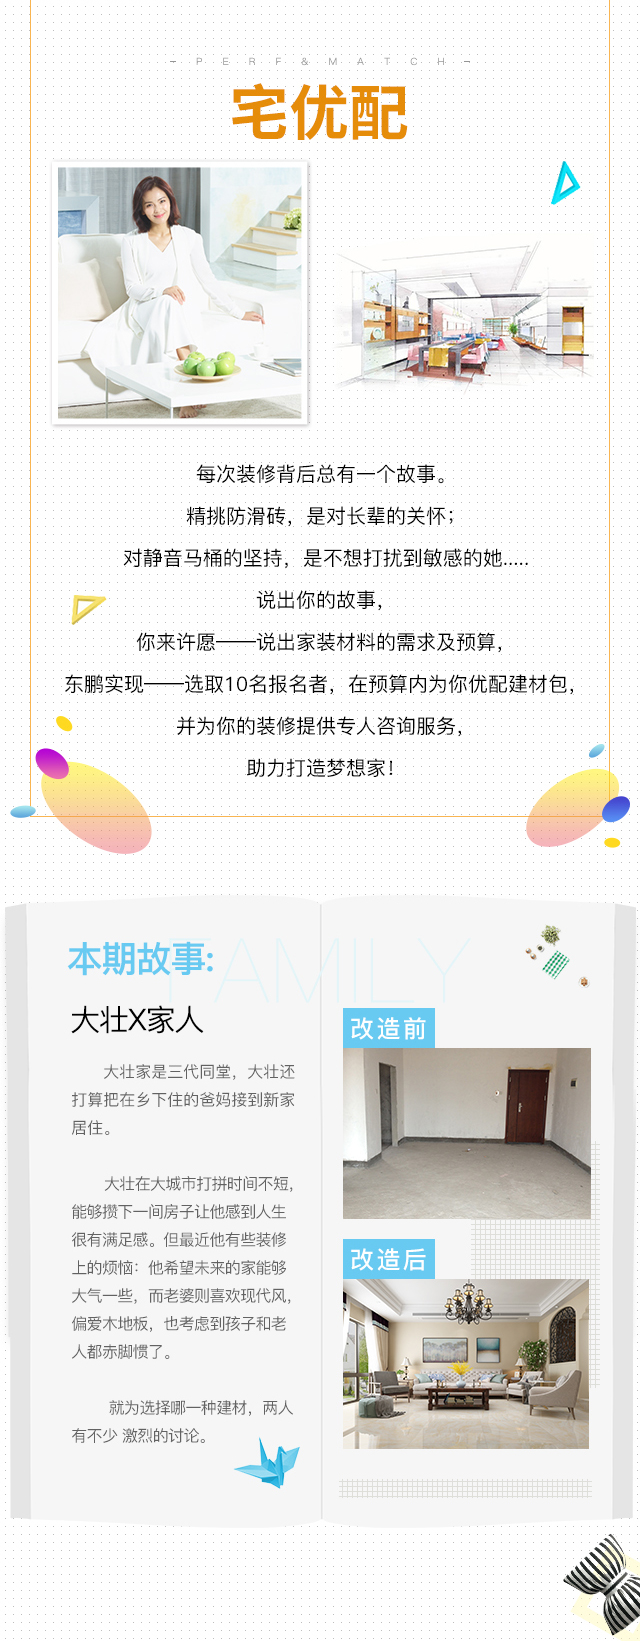 - PERF&MATCH -
宅优配
每次装修背后总有一个故事。
精挑防滑砖，是对长辈的关怀；
对静音马桶的坚持，是不想打扰到敏感的她.....
说出你的故事，
你来许愿——说出家装材料的需求及预算，
东鹏实现——选取10名报名者，在预算内为你优配建材包，
并为你的装修提供专人咨询服务，
助力打造梦想家！
FAMILY
本期故事:
大壮X家人
大壮家是三代同堂，大壮还
打算把在乡下住的爸妈接到新家
居住。
大壮在大城市打拼时间不短，
能够攒下一间房子让他感到人生
很有满足感。但最近他有些装修
上的烦恼：他希望未来的家能够
大气一些，而老婆则喜欢现代风，
偏爱木地板，也考虑到孩子和老
人都赤脚惯了。
就为选择哪一种建材，两人
有不少 激烈的讨论。
改造前
改造后